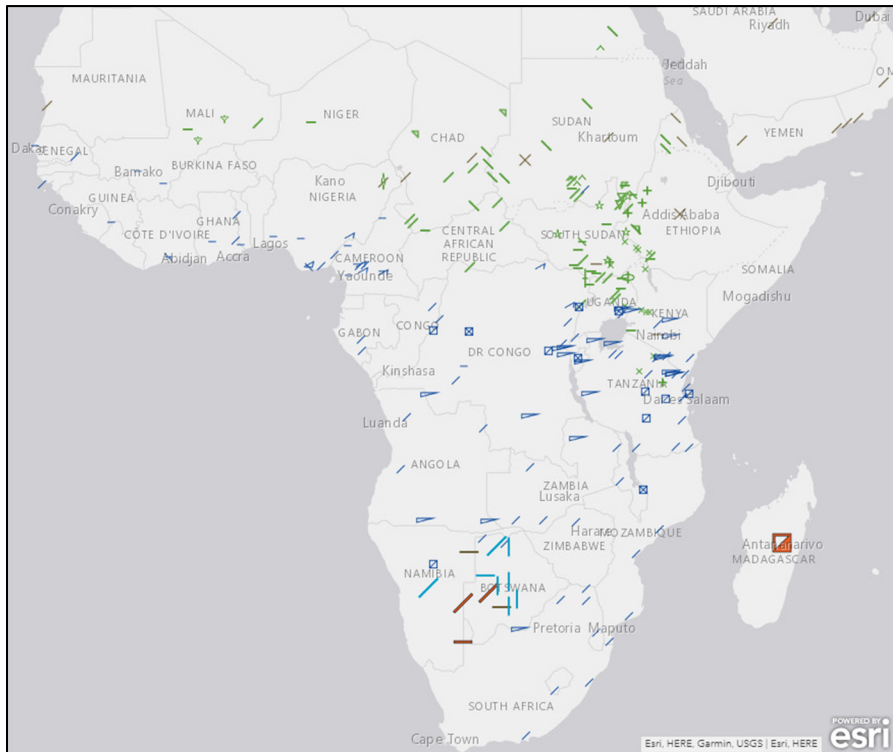 SAUDI ARABIA
Riyadh
Dubai
Jeddah
Sea
MAURITANIA
MALI
NIGER
CHAD
SUDAN
Khartoum
YEMEN
Dakar
SENEGAL
Bamako
BURKINA FASO
Kano
NIGERIA
Djibouti
GUINEA
Conakry
GHANA
CÔTE D'IVOIRE
Abidjan
Accra
Lagos
CAMEROON
Yaounde
CENTRAL
AFRICAN
REPUBLIC
SOUTH SUDAN
Addis Ababa
ETHIOPIA
SOMALIA
Mogadishu
UGANDA
KENYA
Nairobi
GABON
CONGO
DR CONGO
Kinshasa
TANZANIA
Dar es Salaam
Luanda
ANGOLA
ZAMBIA
Lusaka
Harare
MOZAMBIQUE
ZIMBABWE
Antananarivo
MADAGASCAR
NAMIBIA
BOTSWANA
Pretoria
Maputo
SOUTH AFRICA
Cape Town
Esri, HERE, Garmin, USGS | Esri, HERE
POWERED BY
esri